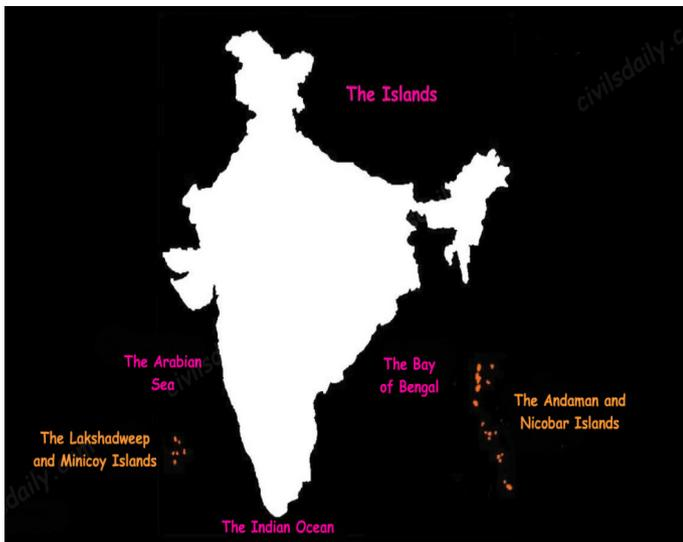 civilsdaily.c
The Islands
The Arabian
Sea
civilsd
The Bay
of Bengal
The Andaman and
Nicobar Islands
The Lakshadweep
and Minicoy Islands
daily.
The Indian Ocean